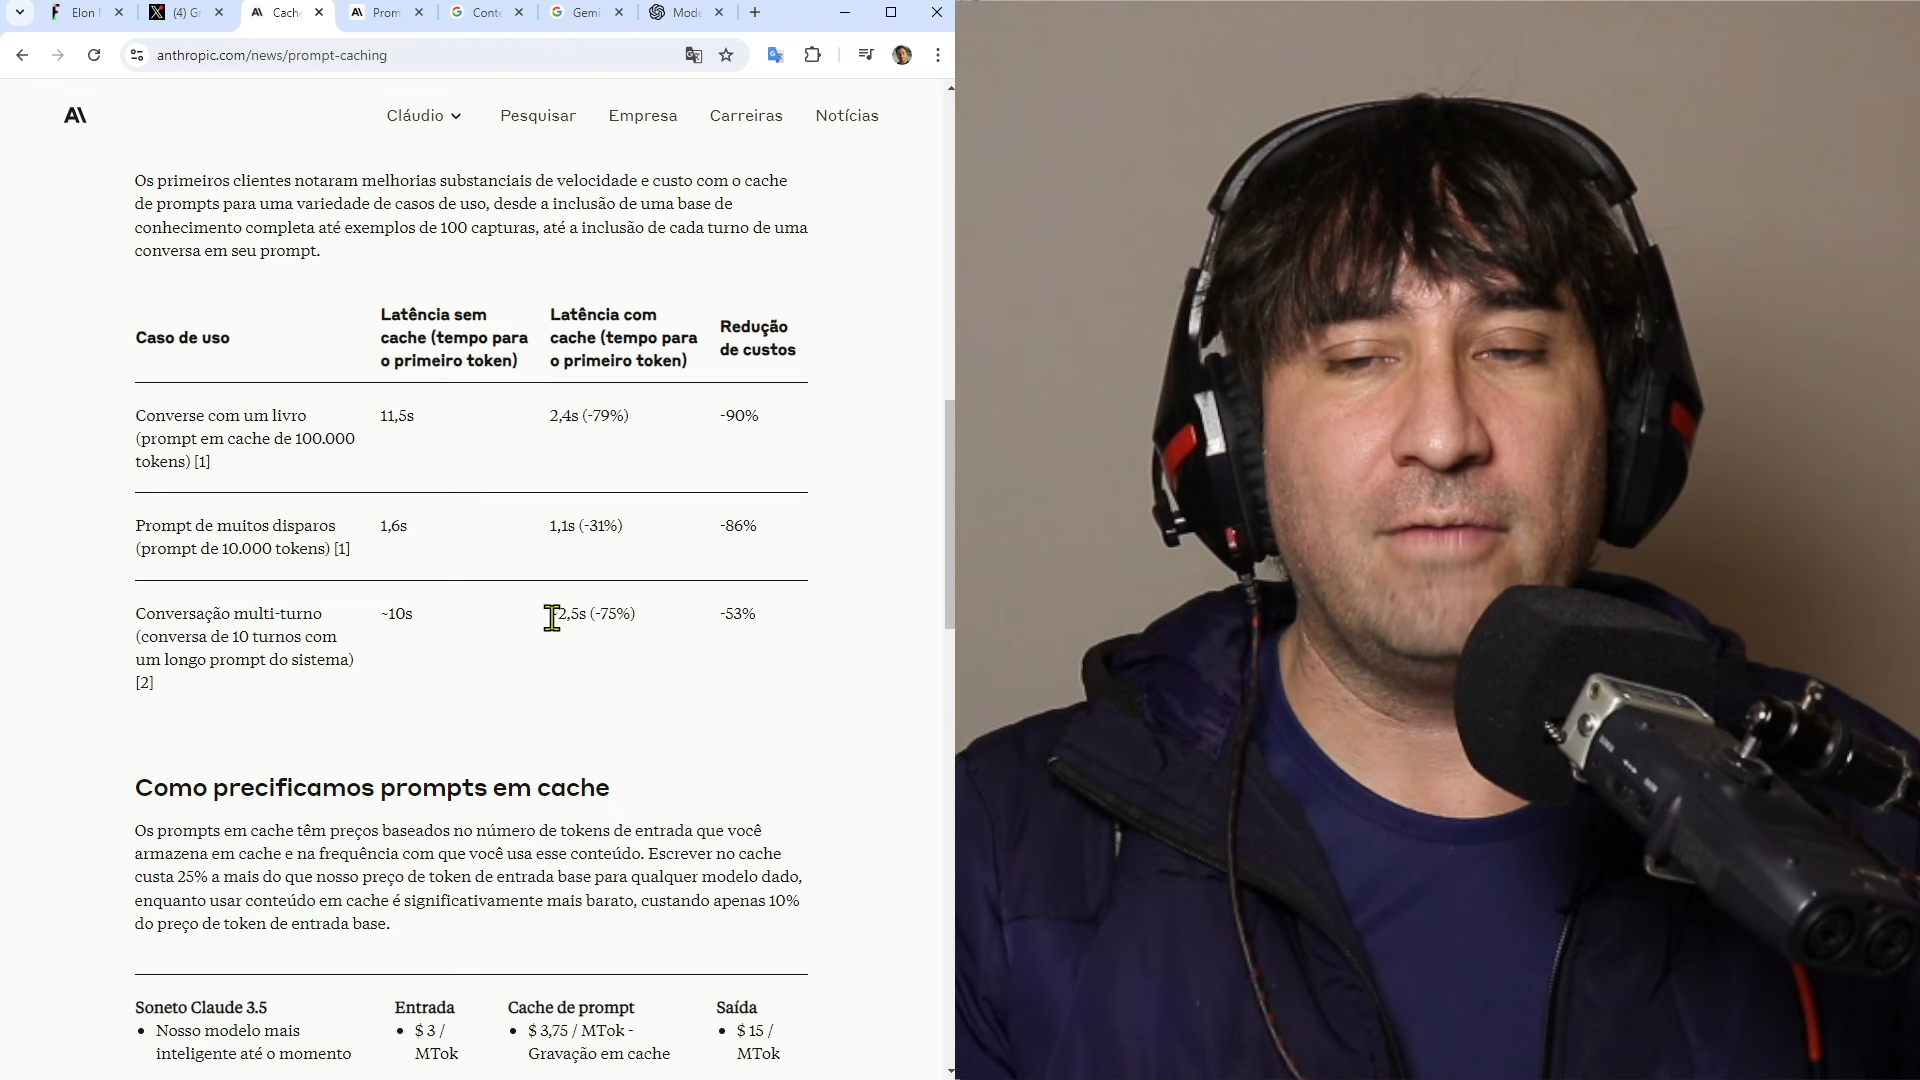 Elon
(4) Gr
Cach
Prom
Cont
Gemi
Mode
anthropic.com/news/prompt-caching
Cláudio
Pesquisar
Empresa
Carreiras
Notícias
Os primeiros clientes notaram melhorias substanciais de velocidade e custo com o cache
de prompts para uma variedade de casos de uso, desde a inclusão de uma base de
conhecimento completa até exemplos de 100 capturas, até a inclusão de cada turno de uma
conversa em seu prompt.
Caso de uso
Latência sem
cache (tempo para
o primeiro token)
Latência com
cache (tempo para
o primeiro token)
Redução
de custos
Converse com um livro
(prompt em cache de 100.000
tokens) [1]
11,5s
2,4s (-79%)
-90%
Prompt de muitos disparos
(prompt de 10.000 tokens) [1]
1,6s
1,1s (-31%)
-86%
Conversação multi-turno
(conversa de 10 turnos com
um longo prompt do sistema)
[2]
~10s
2,5s (-75%)
-53%
Como precificamos prompts em cache
Os prompts em cache têm preços baseados no número de tokens de entrada que você
armazena em cache e na frequência com que você usa esse conteúdo. Escrever no cache
custa 25% a mais do que nosso preço de token de entrada base para qualquer modelo dado,
enquanto usar conteúdo em cache é significativamente mais barato, custando apenas 10%
do preço de token de entrada base.
Soneto Claude 3.5
• Nosso modelo mais
inteligente até o momento
Entrada
• $ 3 /
MTok
Cache de prompt
• $ 3,75 / MTok -
Gravação em cache
Saída
• $ 15 /
MTok